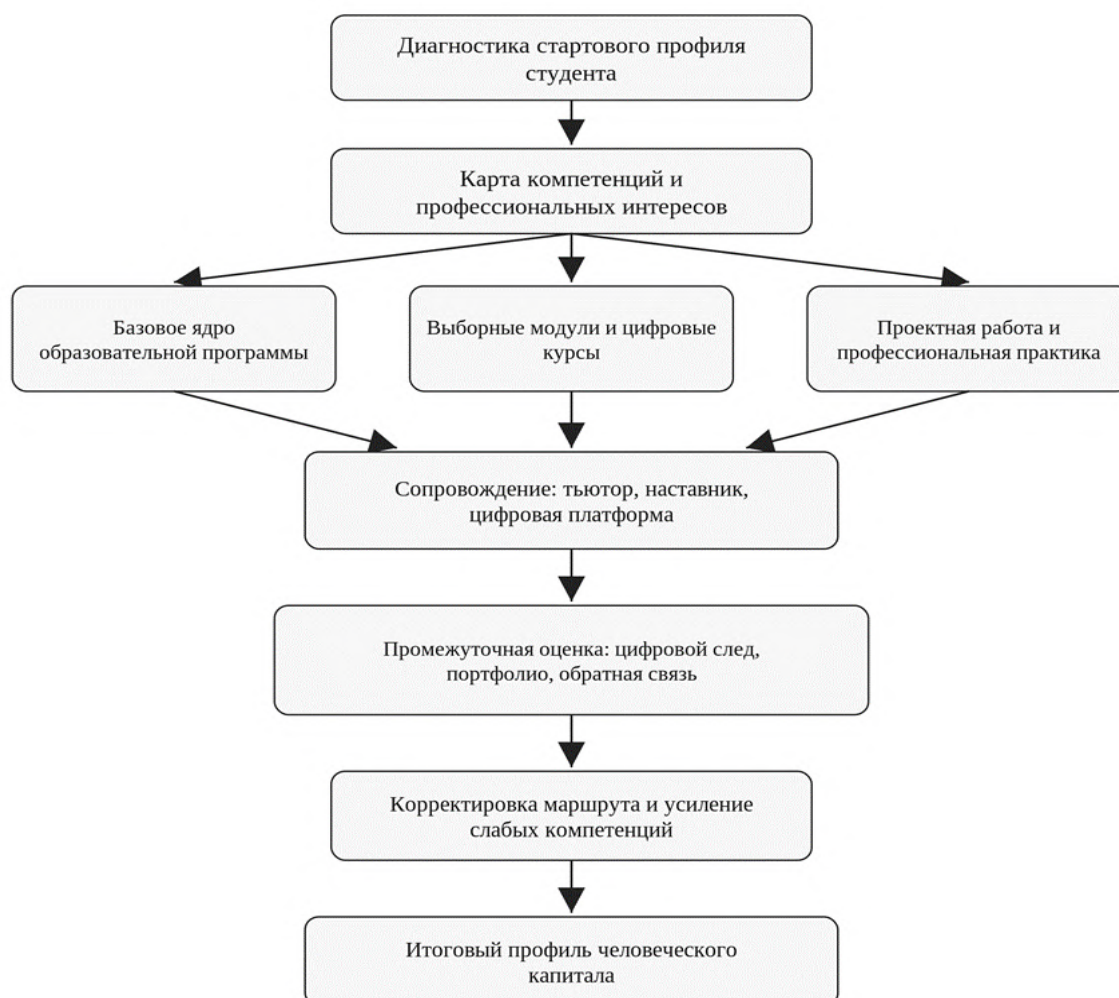 Диагностика стартового профиля
студента
Карта компетенций и
профессиональных интересов
Базовое ядро
образовательной программы
Выборные модули и цифровые
курсы
Проектная работа и
профессиональная практика
Сопровождение: тьютор, наставник,
цифровая платформа
Промежуточная оценка: цифровой след,
портфолио, обратная связь
Корректировка маршрута и усиление
слабых компетенций
Итоговый профиль человеческого
капитала